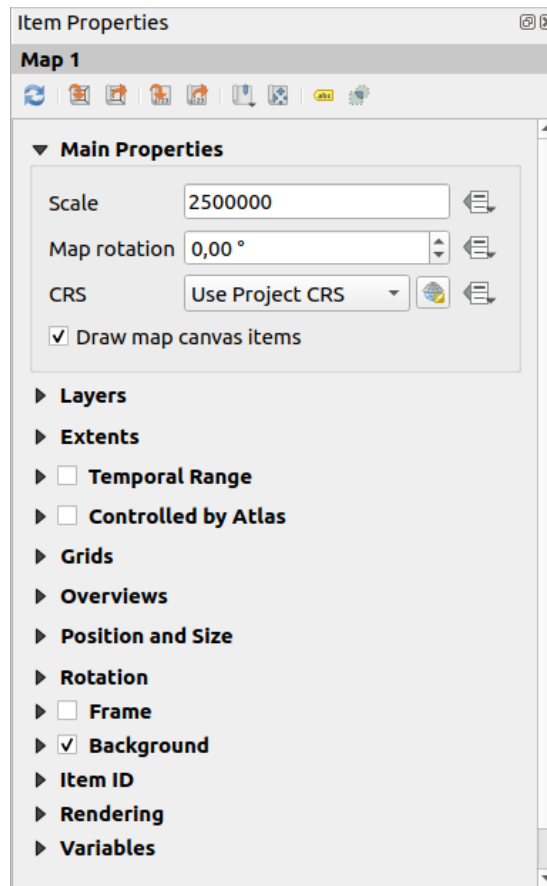 Item Properties
Map 1
Main Properties
Scale 2500000
Map rotation 0,00 °
CRS Use Project CRS
Draw map canvas items
Layers
Extents
Temporal Range
Controlled by Atlas
Grids
Overviews
Position and Size
Rotation
Frame
Background
Item ID
Rendering
Variables